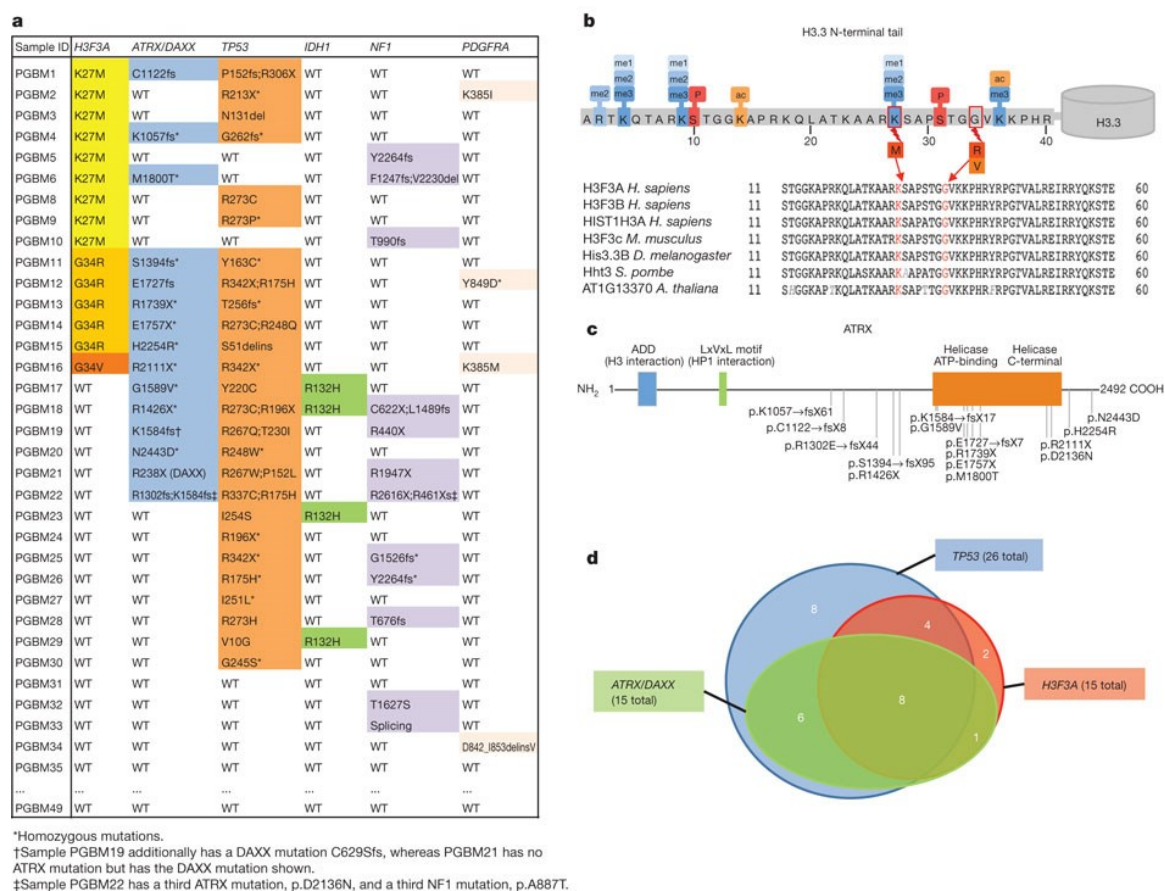 a
Sample ID H3F3A ATRX/DAXX TP53 IDH1 NF1 PDGFRA
PGBM1 K27M C1122fs P152fs;R306X WT WT WT
PGBM2 K27M WT R213X* WT WT K385I
PGBM3 K27M WT N131del WT WT WT
PGBM4 K27M K1057fs* G262fs* WT WT WT
PGBM5 K27M WT WT WT Y2264fs WT
PGBM6 K27M M1800T* WT WT F1247fs;V2230del WT
PGBM8 K27M WT R273C WT WT WT
PGBM9 K27M WT R273P* WT WT WT
PGBM10 K27M WT WT WT T990fs WT
PGBM11 G34R S1394fs* Y163C* WT WT WT
PGBM12 G34R E1727fs R342X;R175H WT WT Y849D*
PGBM13 G34R R1739X* T256fs* WT WT WT
PGBM14 G34R E1757X* R273C;R248Q WT WT WT
PGBM15 G34R H2254R* S51delins WT WT WT
PGBM16 G34V R2111X* R342X* WT WT K385M
PGBM17 WT G1589V* Y220C R132H WT WT
PGBM18 WT R1426X* R273C;R196X R132H C622X;L1489fs WT
PGBM19 WT K1584fs† R267Q;T230I WT R440X WT
PGBM20 WT N2443D* R248W* WT WT WT
PGBM21 WT R238X (DAXX) R267W;P152L WT R1947X WT
PGBM22 WT R1302fs;K1584fs‡ R337C;R175H WT R2616X;R461Xs‡ WT
PGBM23 WT WT I254S R132H WT WT
PGBM24 WT WT R196X* WT WT WT
PGBM25 WT WT R342X* WT G1526fs* WT
PGBM26 WT WT R175H* WT Y2264fs* WT
PGBM27 WT WT I251L* WT WT WT
PGBM28 WT WT R273H WT T676fs WT
PGBM29 WT WT V10G R132H WT WT
PGBM30 WT WT G245S* WT WT WT
PGBM31 WT WT WT WT WT WT
PGBM32 WT WT WT WT T1627S WT
PGBM33 WT WT WT WT Splicing WT
PGBM34 WT WT WT WT WT D842_I853delinsV
PGBM35 WT WT WT WT WT WT
... ... ... ... ... ... ...
PGBM49 WT WT WT WT WT WT
*Homozygous mutations.
†Sample PGBM19 additionally has a DAXX mutation C629Sfs, whereas PGBM21 has no
ATRX mutation but has the DAXX mutation shown.
‡Sample PGBM22 has a third ATRX mutation, p.D2136N, and a third NF1 mutation, p.A887T.
b
H3.3 N-terminal tail
me1 me1 me1
me2 me2 me2 ac
me2 me3 me3 P ac me3 P me3
A R T K Q T A R K S T G G K A P R K Q L A T K A A R K S A P S T G G V K K P H R H3.3
10 20 30 40
M R
V
H3F3A H. sapiens 11 STGGKAPRKQLATKAARKSAPSTGGVKKPHRYRPGTVALREIRRYQKSTE 60
H3F3B H. sapiens 11 STGGKAPRKQLATKAARKSAPSTGGVKKPHRYRPGTVALREIRRYQKSTE 60
HIST1H3A H. sapiens 11 STGGKAPRKQLATKAARKSAPATGGVKKPHRYRPGTVALREIRRYQKSTE 60
H3F3c M. musculus 11 STGGKAPRKQLATKATRKSAPSTGGVKKPHRYRPGTVALREIRRYQKSTE 60
His3.3B D. melanogaster 11 STGGKAPRKQLATKAARKSAPSTGGVKKPHRYRPGTVALREIRRYQKSTE 60
Hht3 S. pombe 11 STGGKAPRKQLASKAARKAAPATGGVKKPHRYRPGTVALREIRRYQKSTE 60
AT1G13370 A. thaliana 11
c
ATRX
ADD
(H3 interaction)
LxVxL motif
(HP1 interaction)
Helicase
ATP-binding
Helicase
C-terminal
NH2 1 2492 COOH
p.K1057→fsX61
p.C1122→fsX8
p.R1302E→fsX44
p.S1394→fsX95
p.R1426X
p.K1584→fsX17
p.G1589V
p.E1727→fsX7
p.R1739X
p.E1757X
p.M1800T
p.N2443D
p.H2254R
p.R2111X
p.D2136N
d
TP53 (26 total)
8
4
2
ATRX/DAXX
(15 total)
H3F3A (15 total)
6
8
1